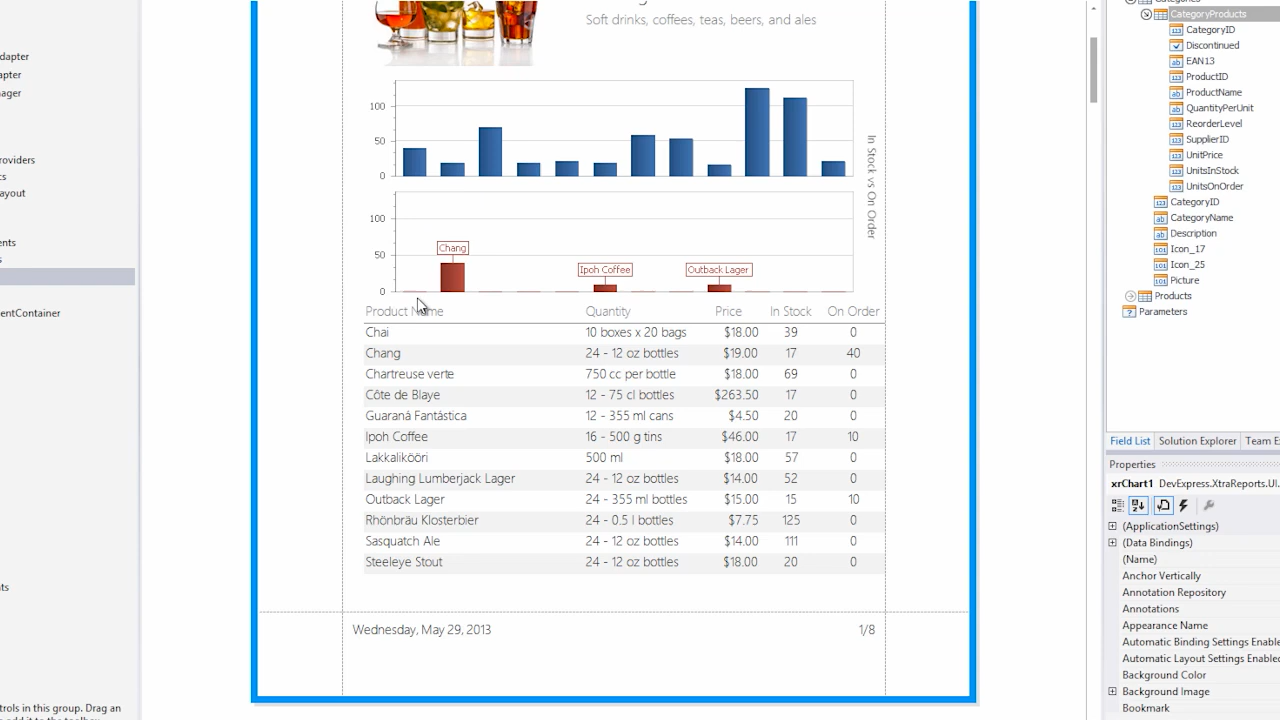 Soft drinks, coffees, teas, beers, and ales
100
50
0
In Stock vs On Order
100
50
0
Chang
Ipoh Coffee
Outback Lager
Product Name Quantity Price In Stock On Order
Chai 10 boxes x 20 bags $18.00 39 0
Chang 24 - 12 oz bottles $19.00 17 40
Chartreuse verte 750 cc per bottle $18.00 69 0
Côte de Blaye 12 - 75 cl bottles $263.50 17 0
Guaraná Fantástica 12 - 355 ml cans $4.50 20 0
Ipoh Coffee 16 - 500 g tins $46.00 17 10
Lakkalikööri 500 ml $18.00 57 0
Laughing Lumberjack Lager 24 - 12 oz bottles $14.00 52 0
Outback Lager 24 - 355 ml bottles $15.00 15 10
Rhönbräu Klosterbier 24 - 0.5 l bottles $7.75 125 0
Sasquatch Ale 24 - 12 oz bottles $14.00 111 0
Steeleye Stout 24 - 12 oz bottles $18.00 20 0
Wednesday, May 29, 2013 1/8
dapter
apter
nager
roviders
cs
ayout
ents
s
entContainer
ts
trols in this group. Drag an
CategoryProducts
CategoryID
Discontinued
EAN13
ProductID
ProductName
QuantityPerUnit
ReorderLevel
SupplierID
UnitPrice
UnitsInStock
UnitsOnOrder
CategoryID
CategoryName
Description
Icon_17
Icon_25
Picture
Products
Parameters
Field List Solution Explorer Team E
Properties
xrChart1 DevExpress.XtraReports.UI.
(ApplicationSettings)
(Data Bindings)
(Name)
Anchor Vertically
Annotation Repository
Annotations
Appearance Name
Automatic Binding Settings Enable
Automatic Layout Settings Enabled
Background Color
Background Image
Bookmark